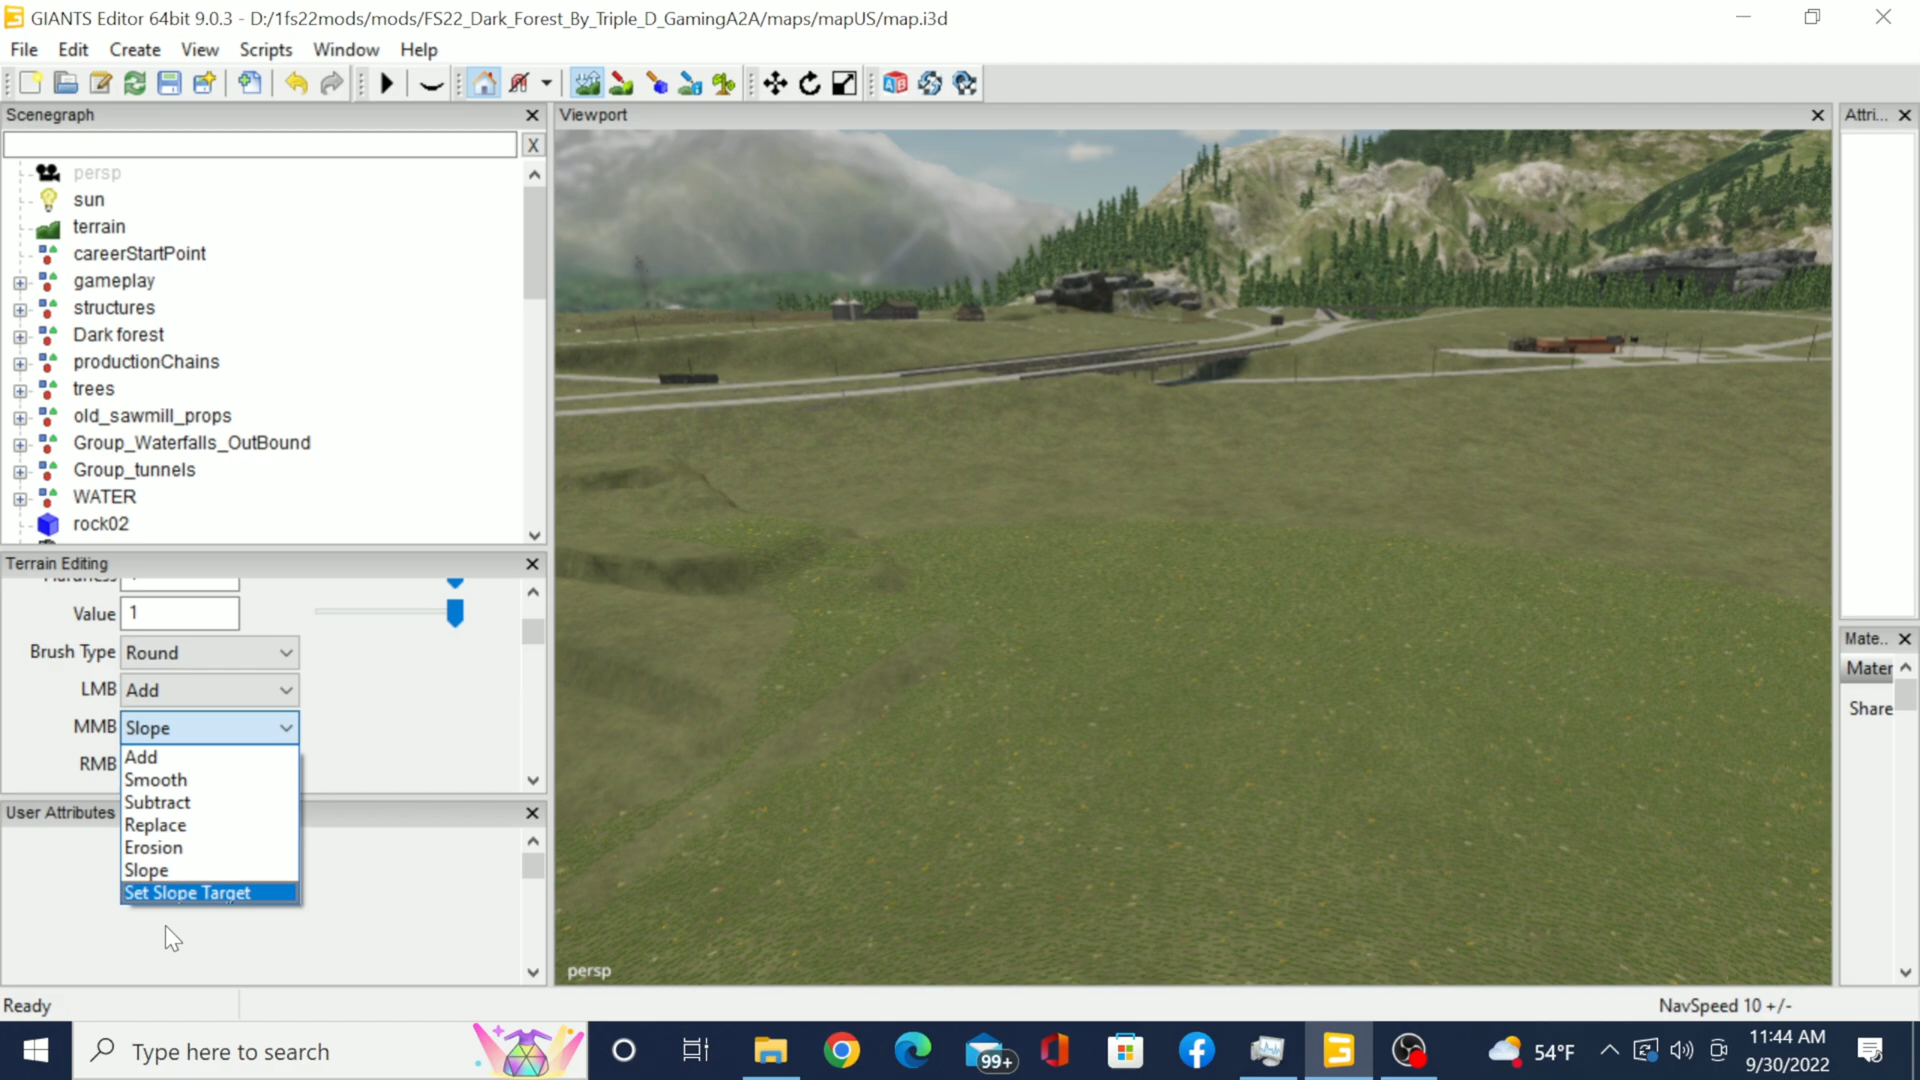 GIANTS Editor 64bit 9.0.3 - D:/1fs22mods/mods/FS22_Dark_Forest_By_Triple_D_GamingA2A/maps/mapUS/map.i3d
File Edit Create View Scripts Window Help
Scenegraph
X
persp
sun
terrain
careerStartPoint
gameplay
structures
Dark forest
productionChains
trees
old_sawmill_props
Group_Waterfalls_OutBound
Group_tunnels
WATER
rock02
Terrain Editing
Hardness
Value 1
Brush Type Round
LMB Add
MMB Slope
RMB
Add
Smooth
Subtract
Replace
Erosion
Slope
Set Slope Target
User Attributes
Viewport
persp
Attri...
Mate..
Mater
Share
Ready
NavSpeed 10 +/-
Type here to search
99+
54°F
11:44 AM
9/30/2022